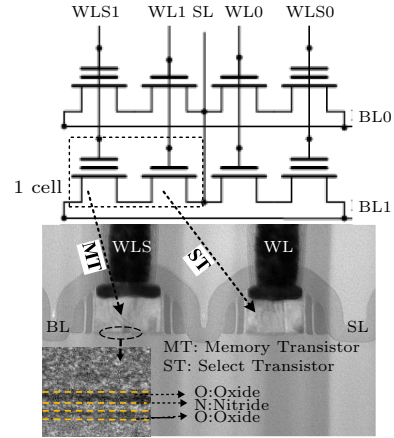 WLS1 WL1 SL WL0 WLS0
BL0
1 cell
BL1
MT
ST
WLS WL
BL SL
MT: Memory Transistor
ST: Select Transistor
O:Oxide
N:Nitride
O:Oxide